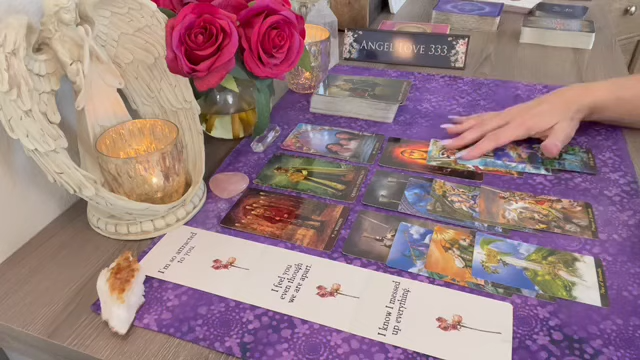 ANGEL LOVE 333
I'm so attracted
to you.
I feel you
even though
we are apart.
I know I messed
up everything.